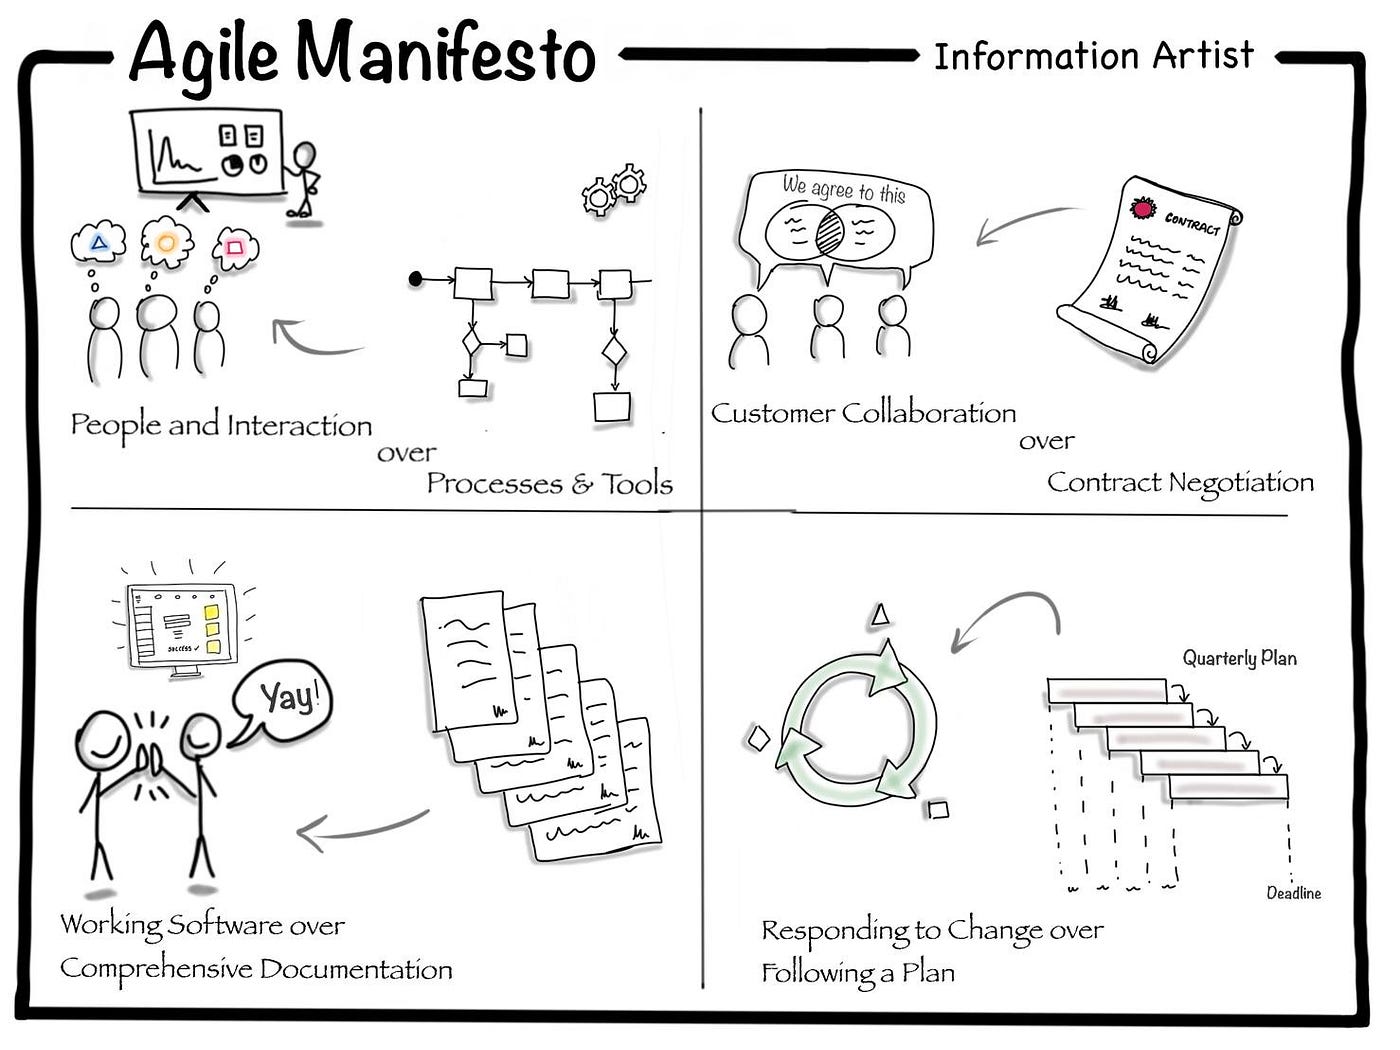 Agile Manifesto
Information Artist
People and Interaction
over
Processes & Tools
We agree to this
CONTRACT
Customer Collaboration
over
Contract Negotiation
SUCCESS ✓
Yay!
Working Software over
Comprehensive Documentation
Quarterly Plan
Deadline
Responding to Change over
Following a Plan